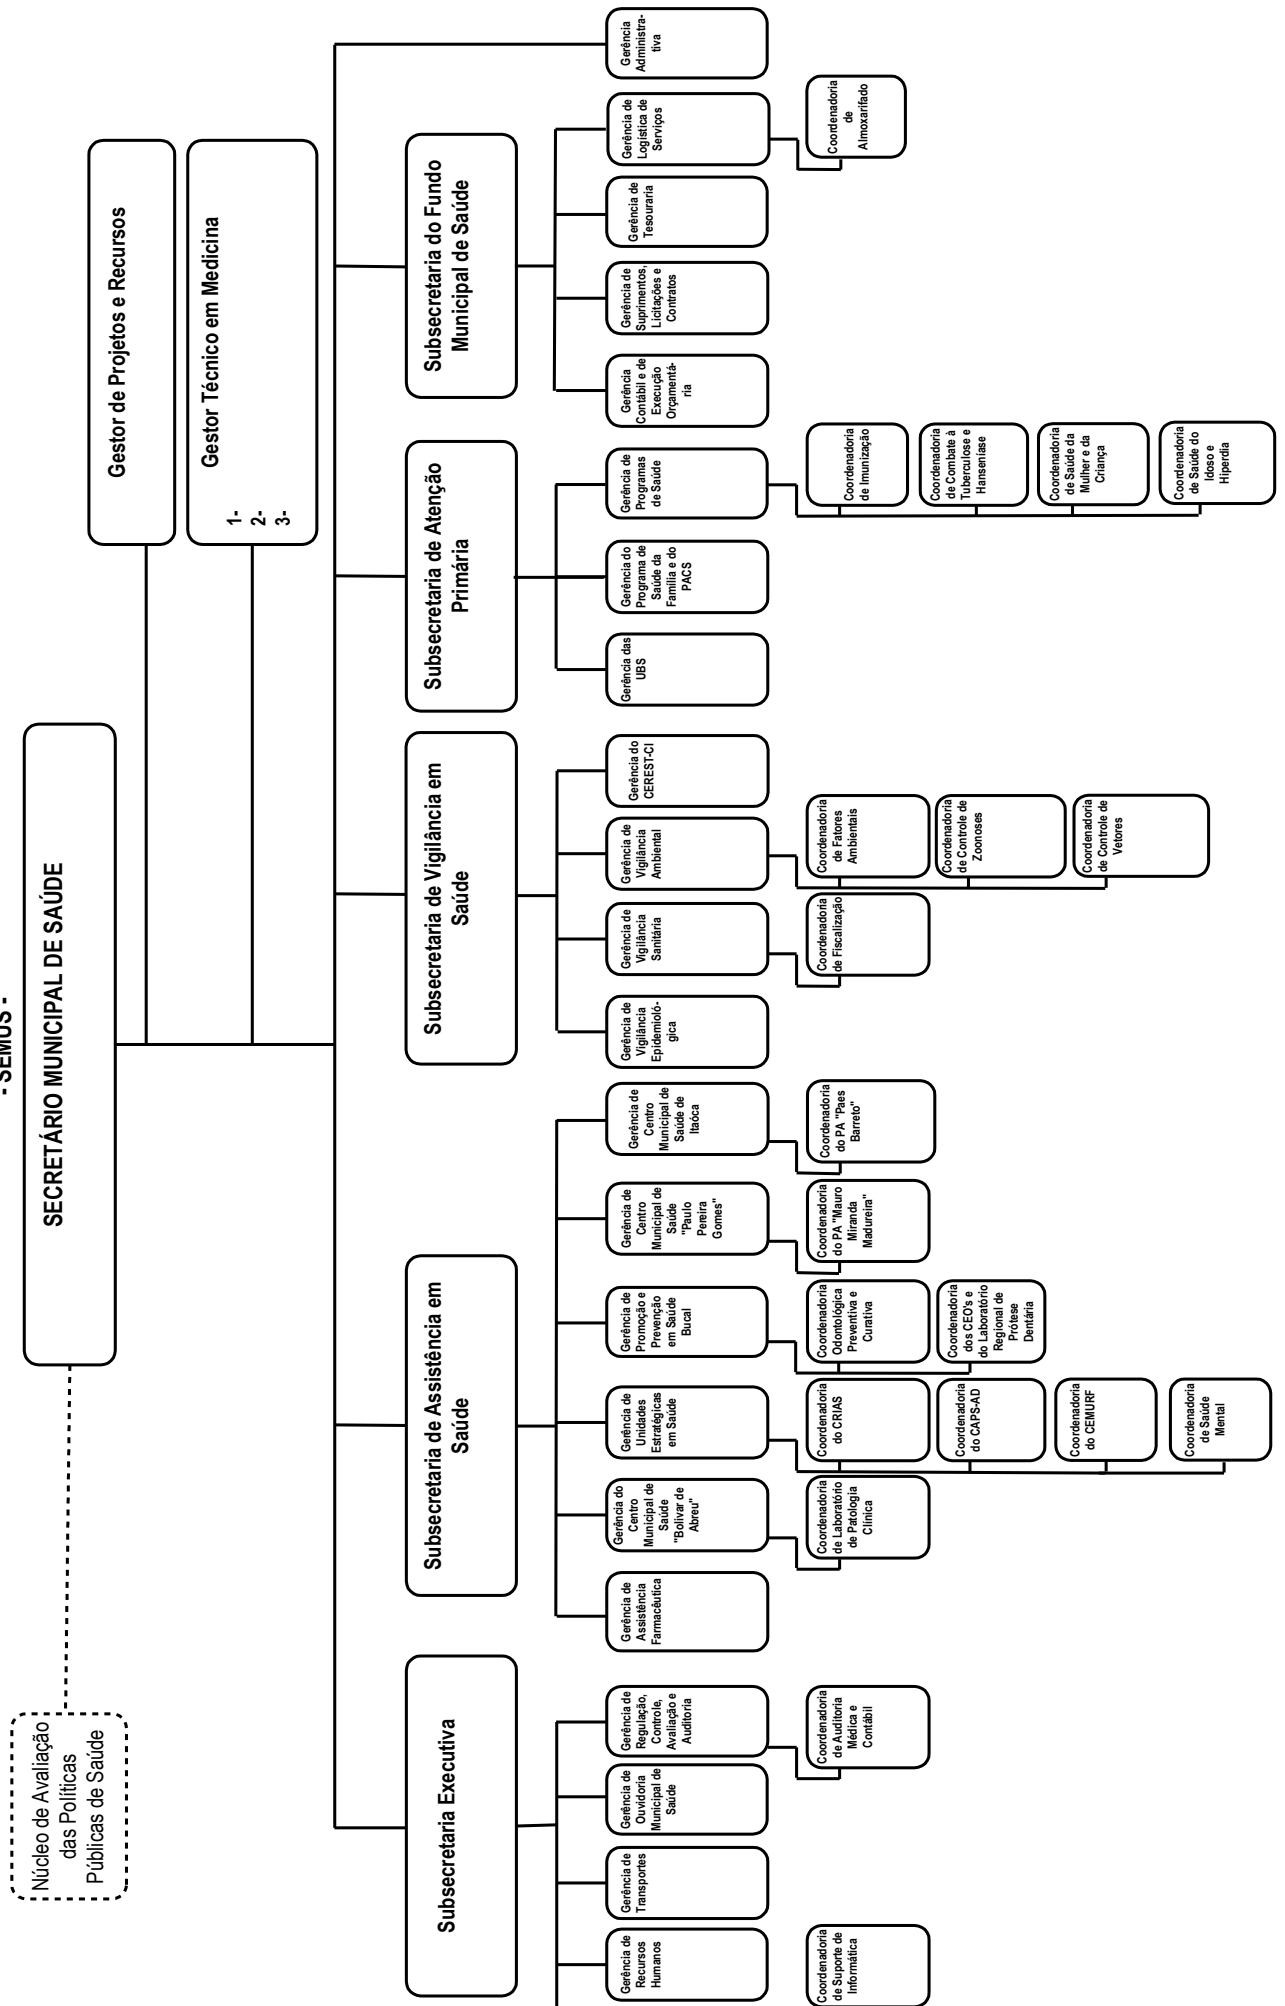 - SEMUS -
SECRETÁRIO MUNICIPAL DE SAÚDE
Núcleo de Avaliação
das Políticas
Públicas de Saúde
Gestor de Projetos e Recursos
Gestor Técnico em Medicina
1-
2-
3-
Subsecretaria Executiva
Subsecretaria de Assistência em
Saúde
Subsecretaria de Vigilância em
Saúde
Subsecretaria de Atenção
Primária
Subsecretaria do Fundo
Municipal de Saúde
Gerência de
Recursos
Humanos
Gerência de
Transportes
Gerência de
Ouvidoria
Municipal de
Saúde
Gerência de
Regulação,
Controle,
Avaliação e
Auditoria
Gerência de
Assistência
Farmacêutica
Gerência do
Centro
Municipal de
Saúde
"Bolivar de
Abreu"
Gerência de
Unidades
Estratégicas
em Saúde
Gerência de
Promoção e
Prevenção
em Saúde
Bucal
Gerência de
Centro
Municipal de
Saúde
"Paulo
Pereira
Gomes"
Gerência de
Centro
Municipal de
Saúde de
Itaóca
Gerência de
Vigilância
Epidemioló-
gica
Gerência de
Vigilância
Sanitária
Gerência de
Vigilância
Ambiental
Gerência do
CEREST-CI
Gerência das
UBS
Gerência do
Programa de
Saúde da
Família e do
PACS
Gerência de
Programas
de Saúde
Gerência
Contábil e de
Execução
Orçamentá-
ria
Gerência de
Suprimentos,
Licitações e
Contratos
Gerência de
Tesouraria
Gerência de
Logística de
Serviços
Gerência
Administra-
tiva
Coordenadoria
de Suporte de
Informática
Coordenadoria
de Auditoria
Médica e
Contábil
Coordenadoria
de Laboratório
de Patologia
Clínica
Coordenadoria
do CRIAS
Coordenadoria
do CAPS-AD
Coordenadoria
do CEMURF
Coordenadoria
de Saúde
Mental
Coordenadoria
Odontológica
Preventiva e
Curativa
Coordenadoria
dos CEO's e
do Laboratório
Regional de
Prótese
Dentária
Coordenadoria
do PA "Mauro
Miranda
Madureira"
Coordenadoria
do PA "Paes
Barreto"
Coordenadoria
de Fiscalização
Coordenadoria
de Fatores
Ambientais
Coordenadoria
de Controle de
Zoonoses
Coordenadoria
de Controle de
Vetores
Coordenadoria
de Imunização
Coordenadoria
de Combate à
Tuberculose e
Hanseníase
Coordenadoria
de Saúde da
Mulher e da
Criança
Coordenadoria
de Saúde do
Idoso e
Hiperdia
Coordenadoria
de
Almoxarifado